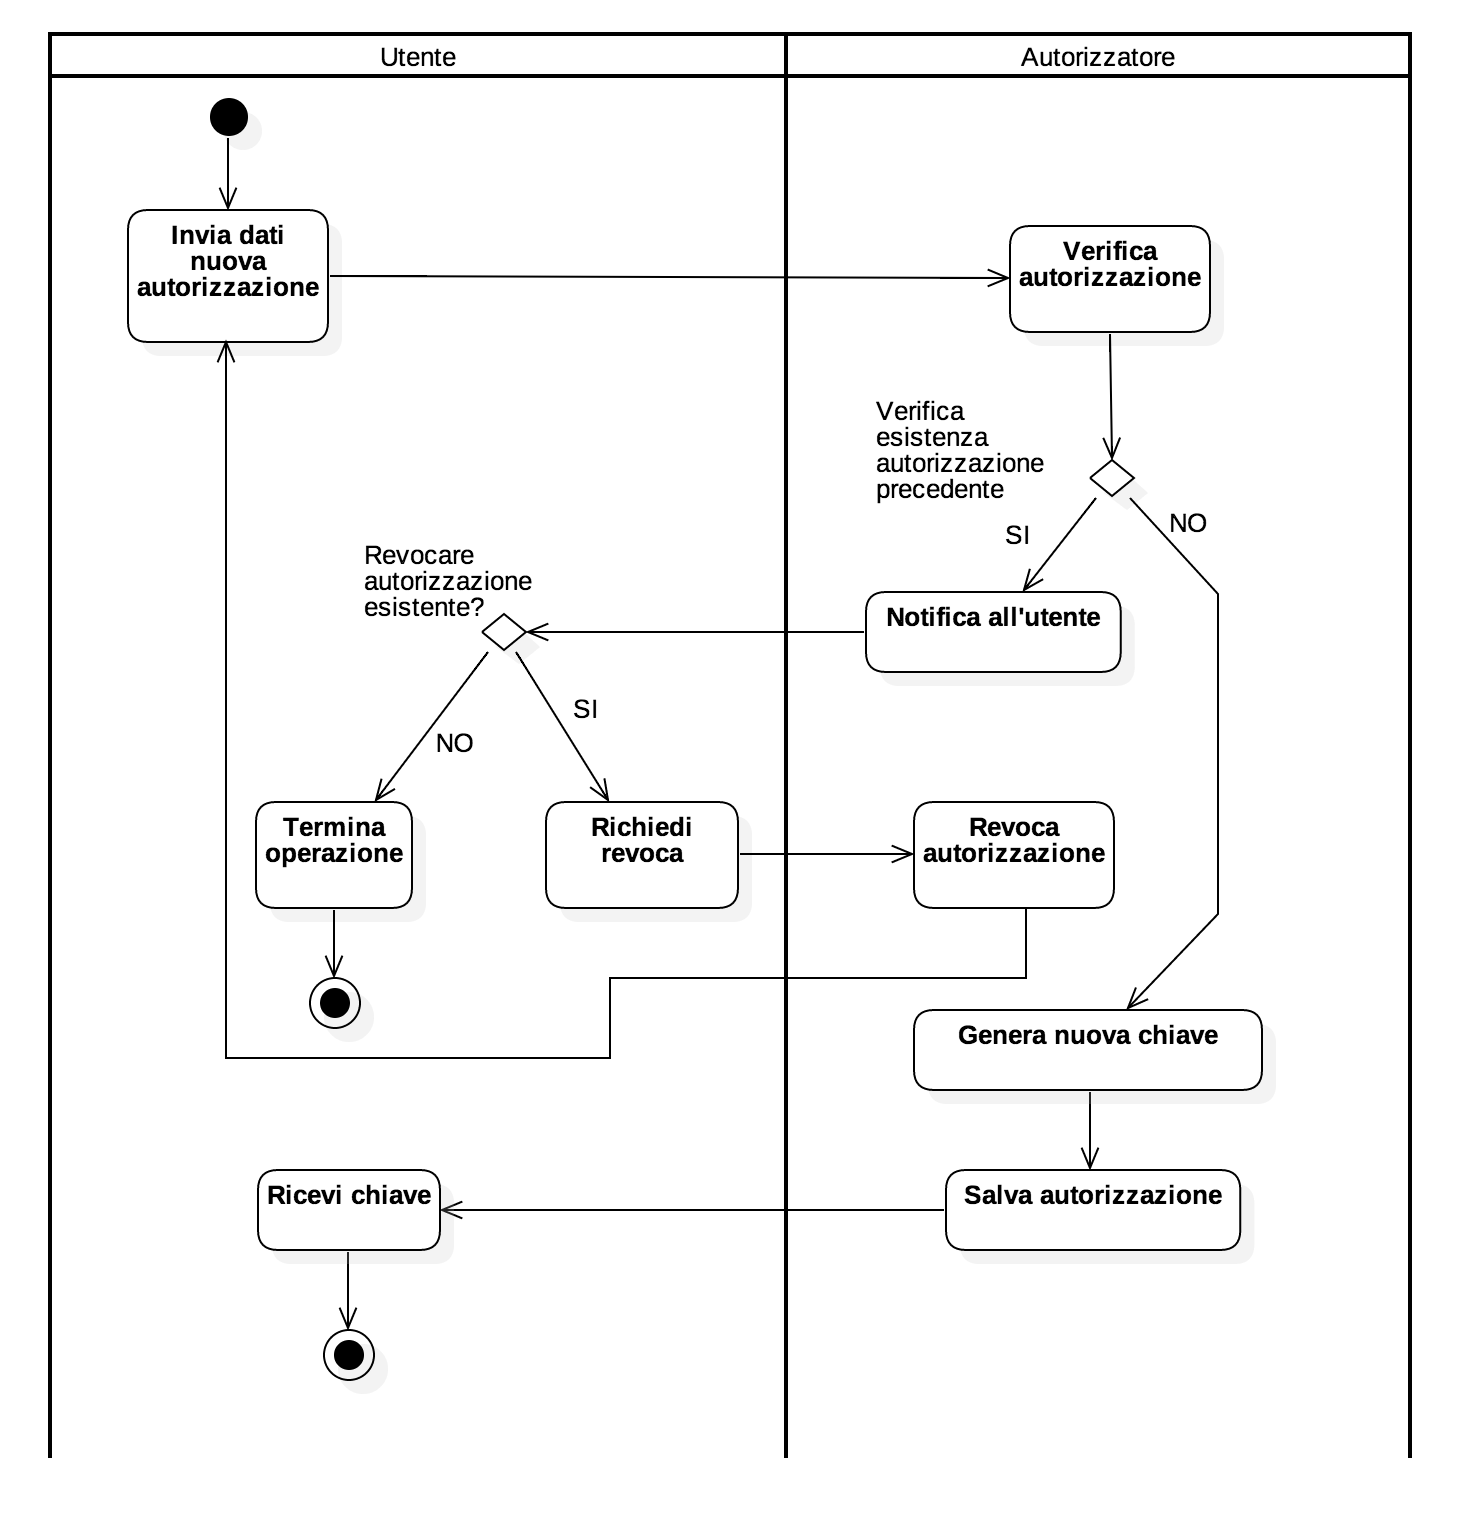 Utente
Autorizzatore
Invia dati
nuova
autorizzazione
Verifica
autorizzazione
Verifica
esistenza
autorizzazione
precedente
SI
NO
Revocare
autorizzazione
esistente?
Notifica all'utente
SI
NO
Termina
operazione
Richiedi
revoca
Revoca
autorizzazione
Genera nuova chiave
Ricevi chiave
Salva autorizzazione